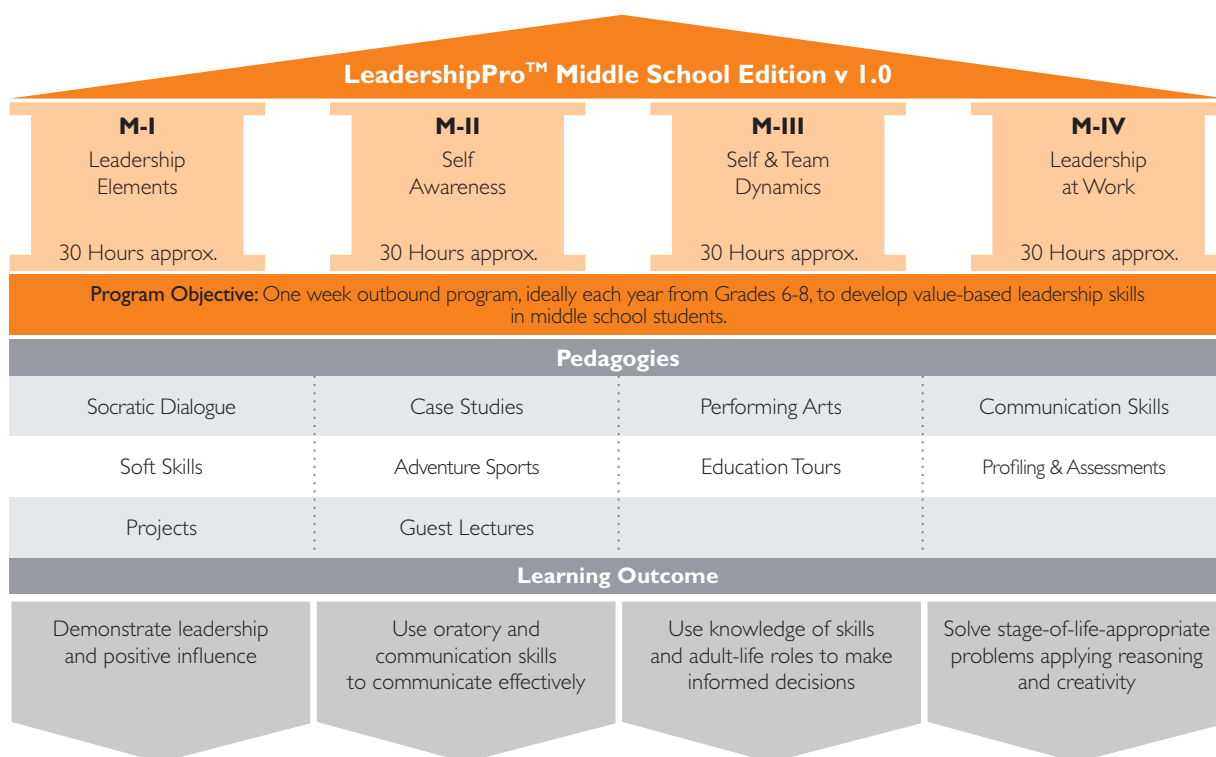 LeadershipPro™ Middle School Edition v 1.0
M-I
Leadership
Elements
30 Hours approx.
M-II
Self
Awareness
30 Hours approx.
M-III
Self & Team
Dynamics
30 Hours approx.
M-IV
Leadership
at Work
30 Hours approx.
Program Objective: One week outbound program, ideally each year from Grades 6-8, to develop value-based leadership skills
in middle school students.
Pedagogies
Socratic Dialogue
Case Studies
Performing Arts
Communication Skills
Soft Skills
Adventure Sports
Education Tours
Profiling & Assessments
Projects
Guest Lectures
Learning Outcome
Demonstrate leadership
and positive influence
Use oratory and
communication skills
to communicate effectively
Use knowledge of skills
and adult-life roles to make
informed decisions
Solve stage-of-life-appropriate
problems applying reasoning
and creativity